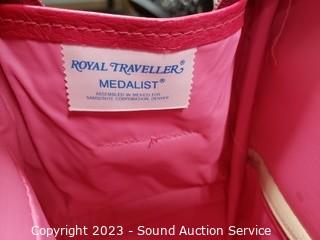 ROYAL TRAVELLER®
MEDALIST®
ASSEMBLED IN MEXICO FOR
SAMSONITE CORPORATION, DENVER
Copyright 2023 - Sound Auction Service